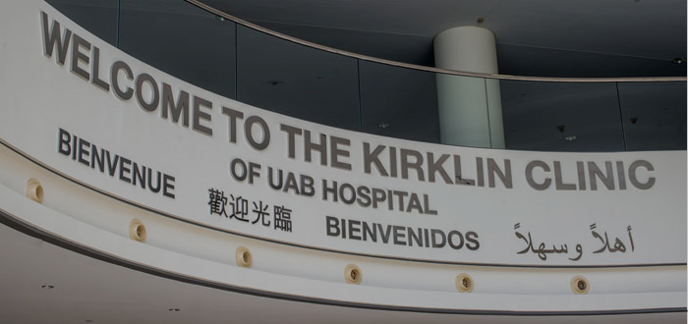 WELCOME TO THE KIRKLIN CLINIC
OF UAB HOSPITAL
BIENVENUE 歡迎光臨 BIENVENIDOS أهلاً وسهلاً